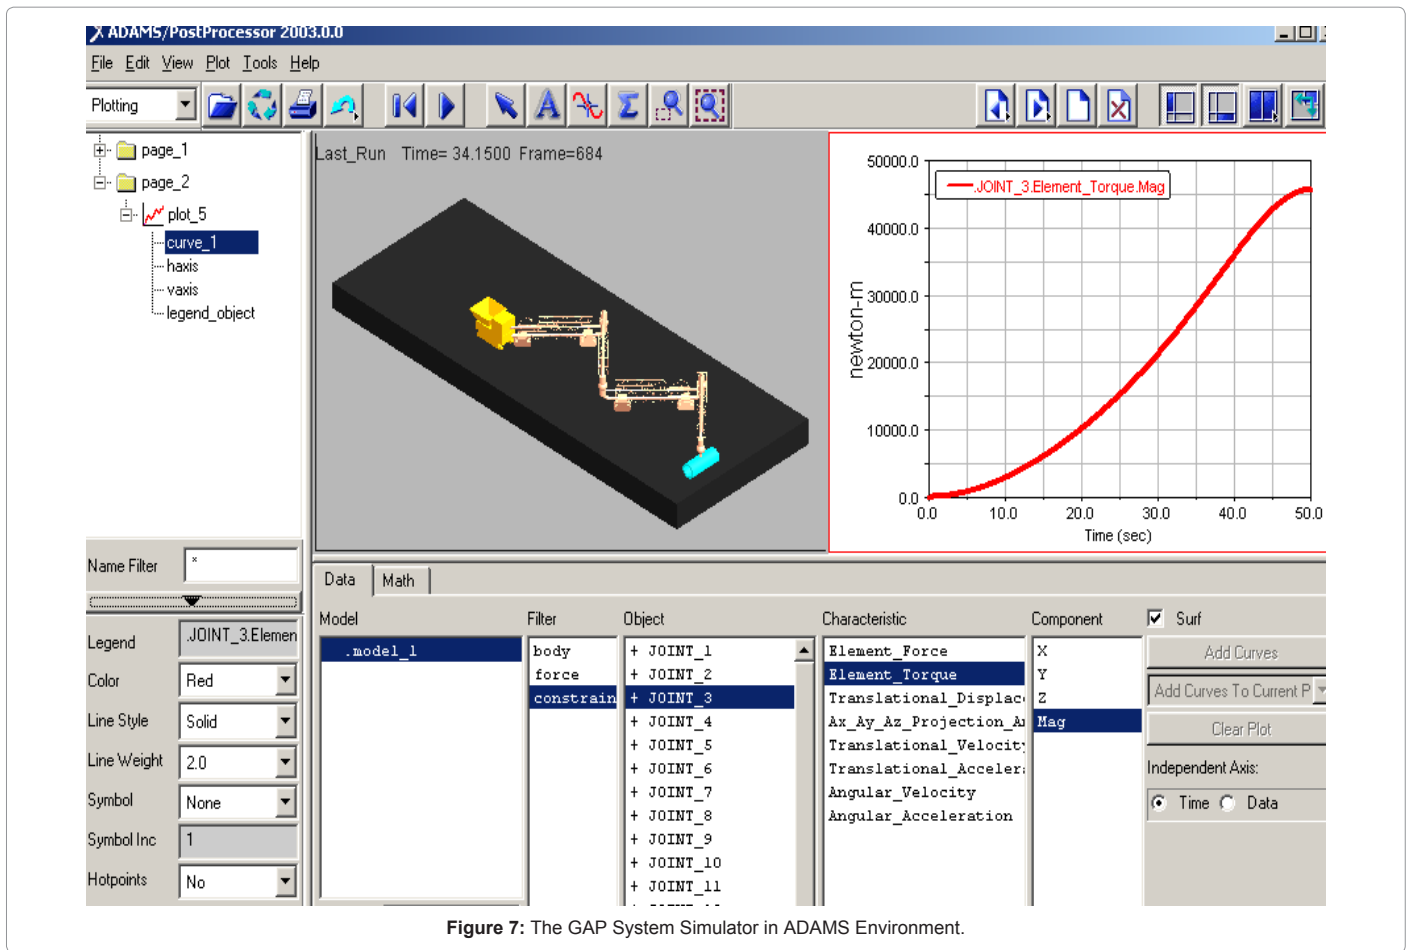 X ADAMS/PostProcessor 2003.0.0
File Edit View Plot Tools Help
Plotting
page_1
page_2
plot_5
curve_1
haxis
vaxis
legend_object
Last_Run Time= 34.1500 Frame=684
.JOINT_3.Element_Torque.Mag
50000.0
40000.0
30000.0
20000.0
10000.0
0.0
newton-m
0.0 10.0 20.0 30.0 40.0 50.0
Time (sec)
Name Filter *
Legend .JOINT_3.Elemen
Color Red
Line Style Solid
Line Weight 2.0
Symbol None
Symbol Inc 1
Hotpoints No
Data Math
Model
.model_1
Filter
body
force
constrain
Object
+ JOINT_1
+ JOINT_2
+ JOINT_3
+ JOINT_4
+ JOINT_5
+ JOINT_6
+ JOINT_7
+ JOINT_8
+ JOINT_9
+ JOINT_10
+ JOINT_11
Characteristic
Element_Force
Element_Torque
Translational_Displac
Ax_Ay_Az_Projection_A
Translational_Velocit
Translational_Acceler
Angular_Velocity
Angular_Acceleration
Component
X
Y
Z
Mag
Surf
Add Curves
Add Curves To Current P
Clear Plot
Independent Axis:
Time Data
Figure 7: The GAP System Simulator in ADAMS Environment.